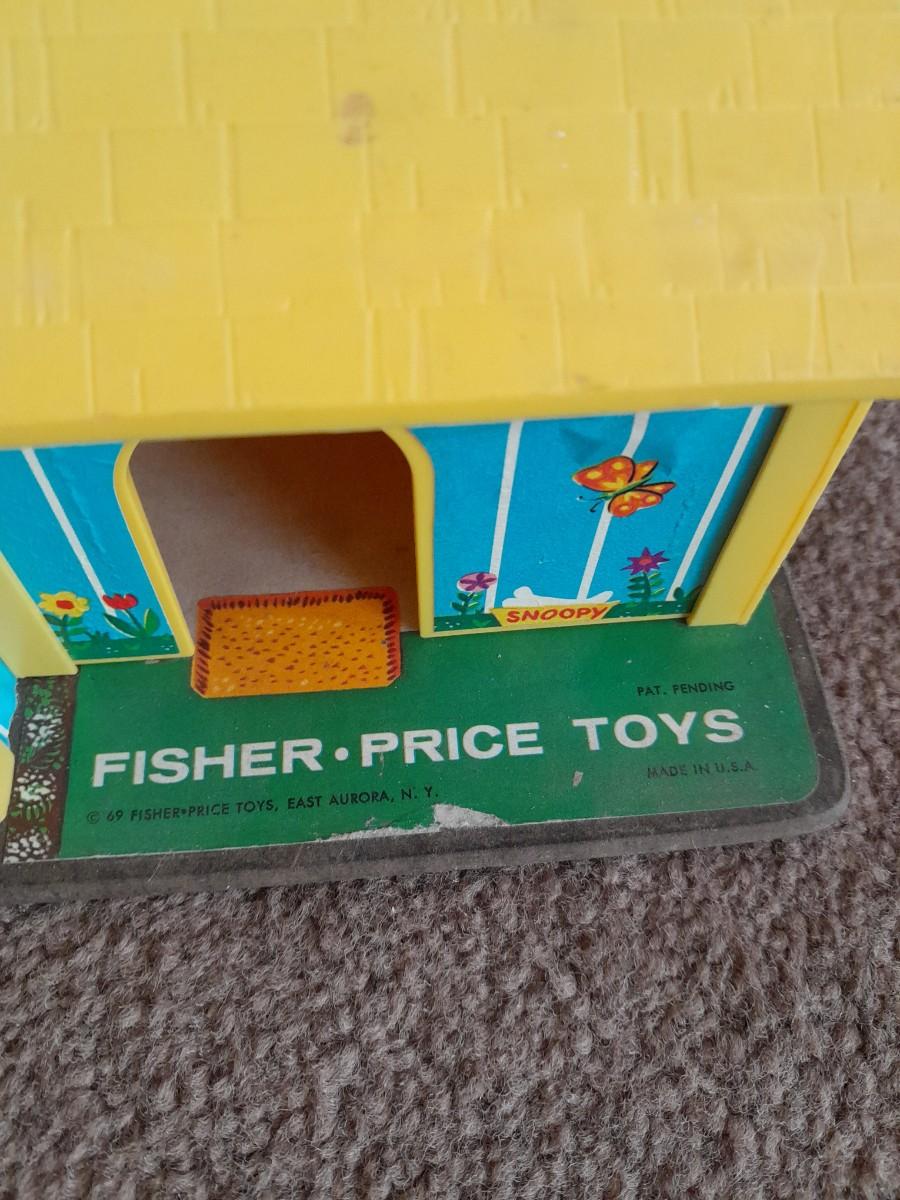 SNOOPY
PAT. PENDING
FISHER•PRICE TOYS
MADE IN U.S.A.
© 69 FISHER•PRICE TOYS, EAST AURORA, N. Y.